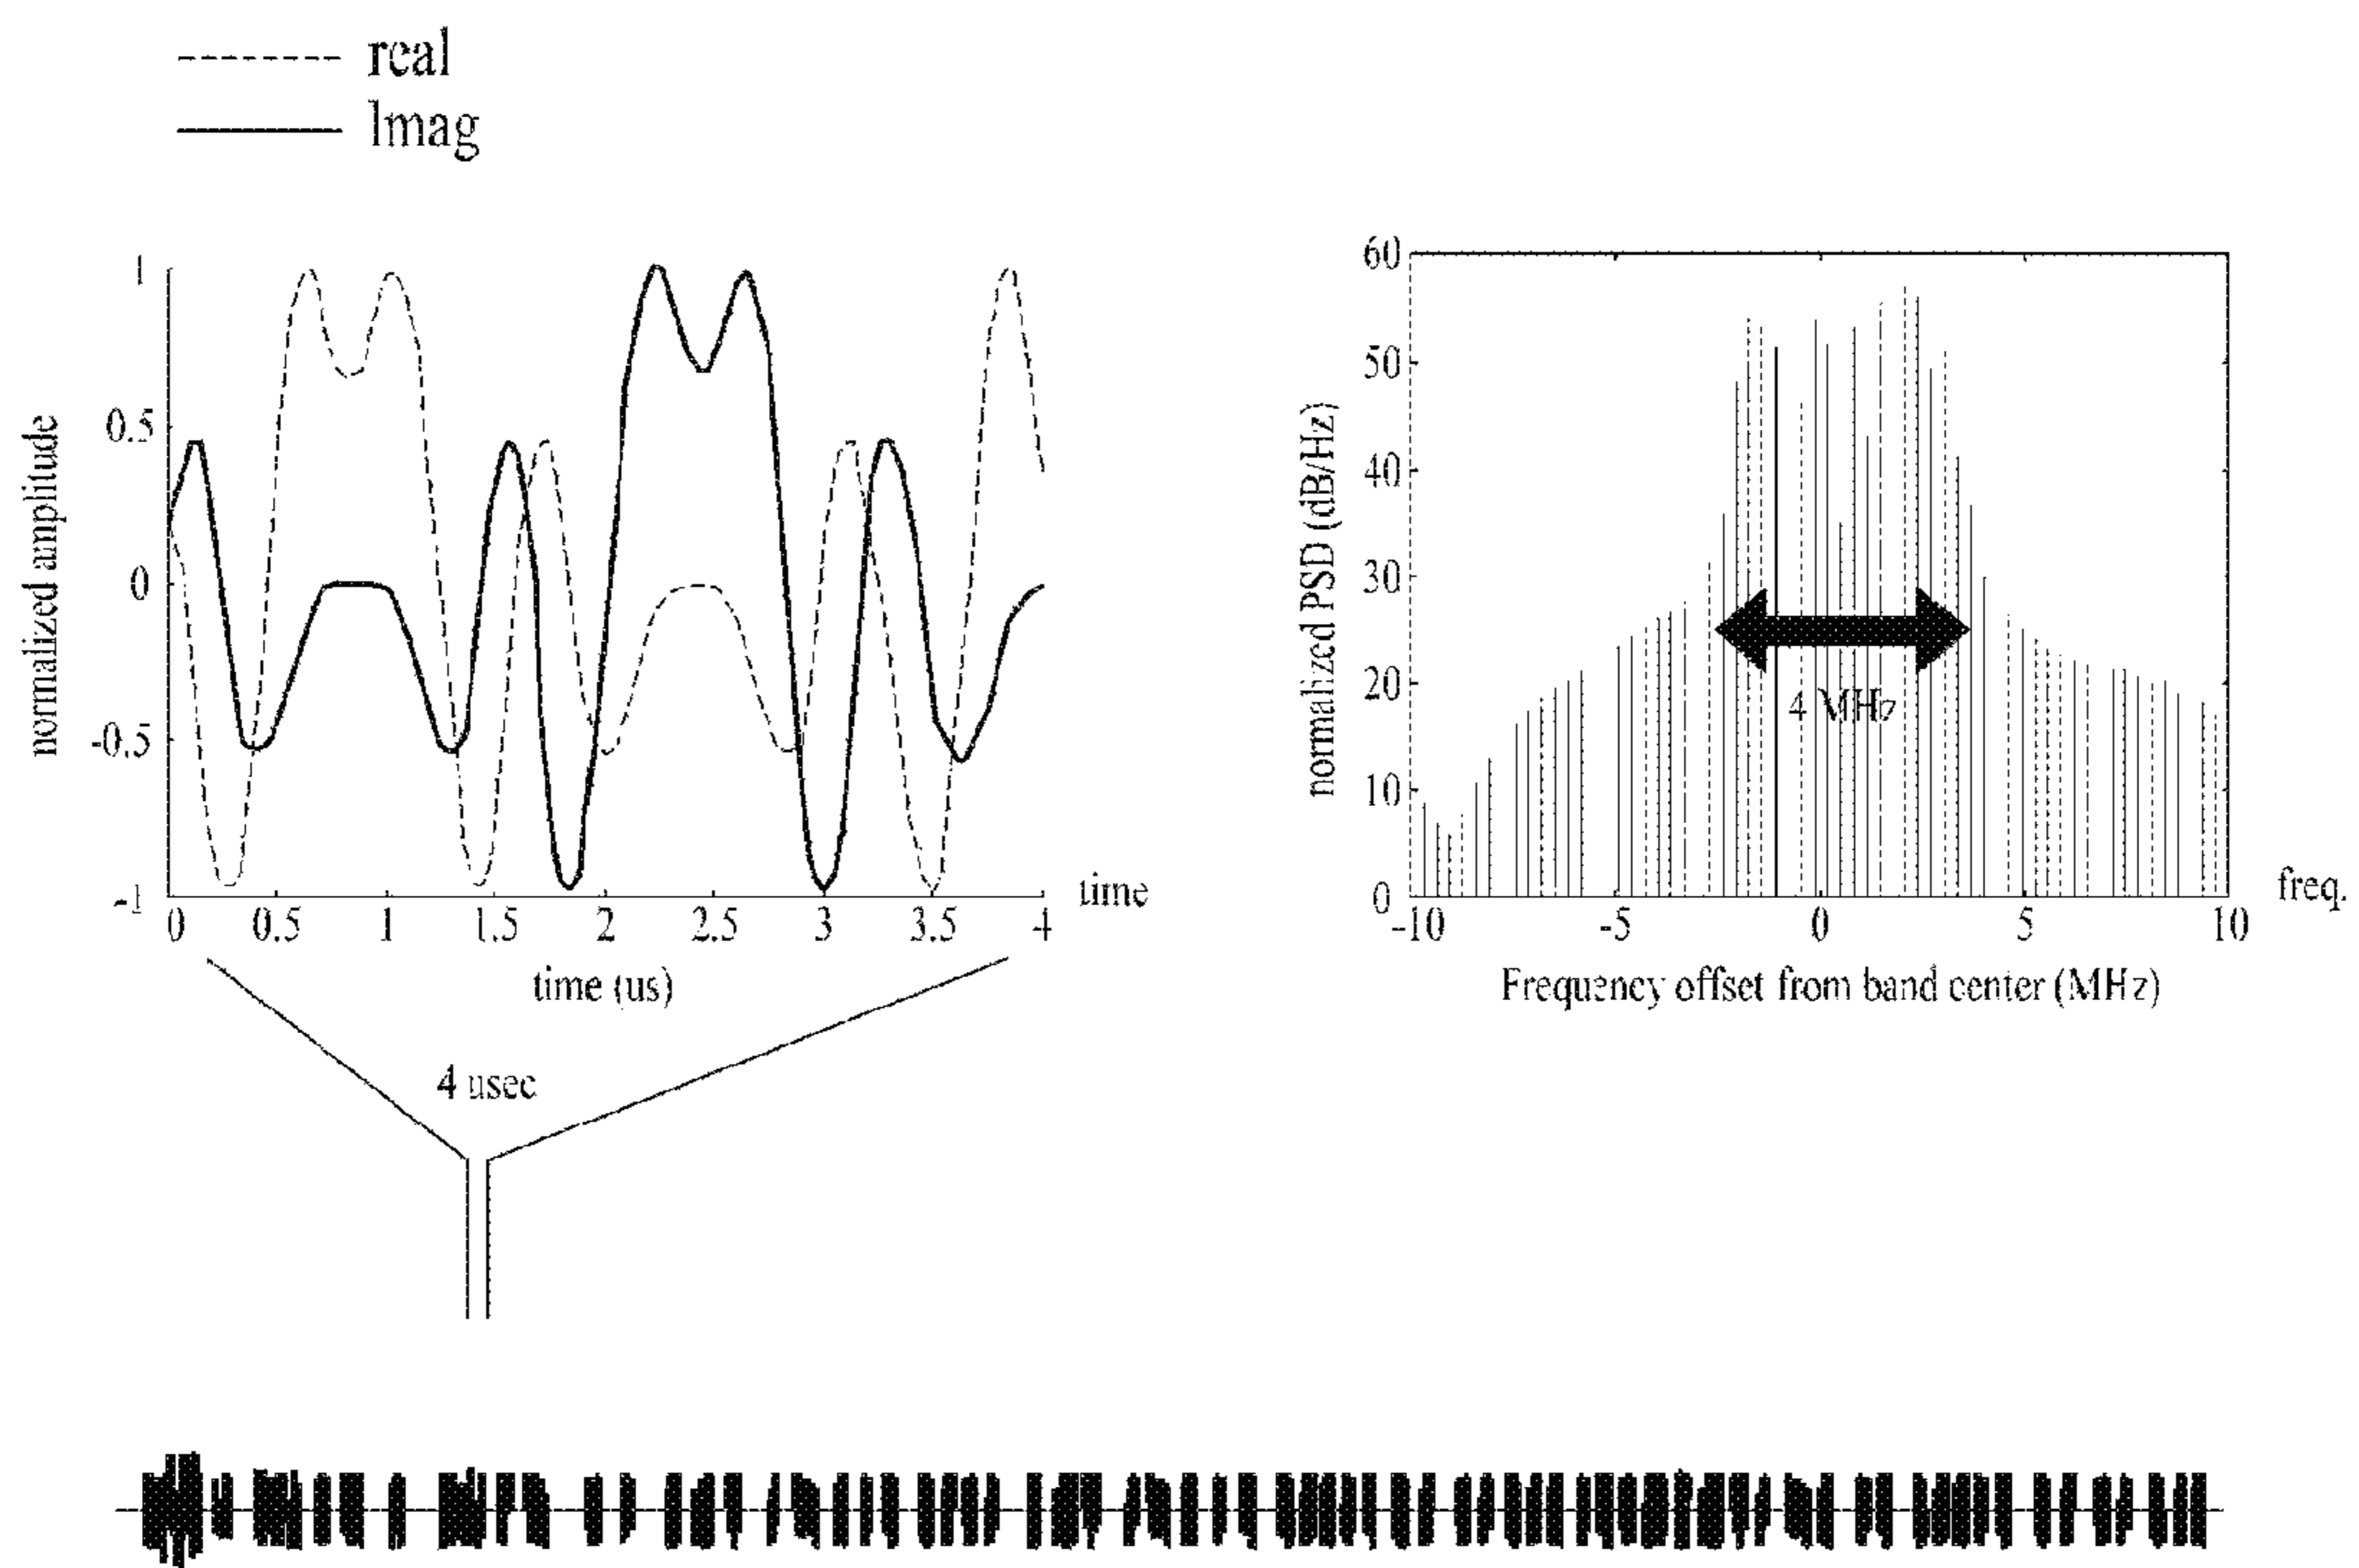 real
Imag
normalized amplitude
1
0.5
0
-0.5
-1
0 0.5 1 1.5 2 2.5 3 3.5 4
time
time (us)
4 usec
normalized PSD (dB/Hz)
60
50
40
30
20
10
0
4 MHz
-10 -5 0 5 10
freq.
Frequency offset from band center (MHz)